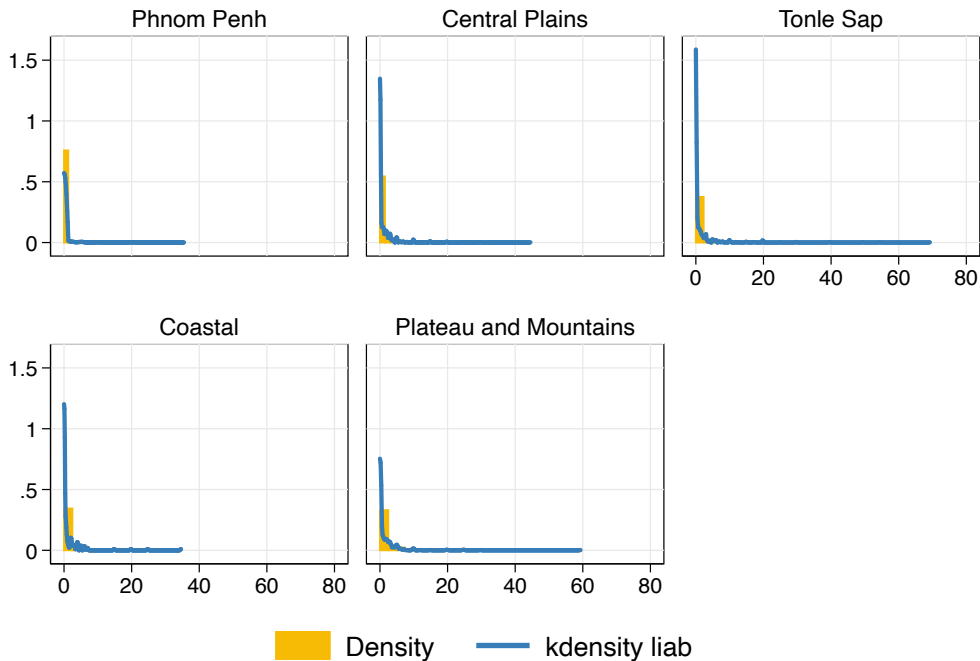 Phnom Penh
Central Plains
Tonle Sap
1.5
1
.5
0
0 20 40 60 80
Coastal
Plateau and Mountains
1.5
1
.5
0
0 20 40 60 80
0 20 40 60 80
Density
kdensity liab